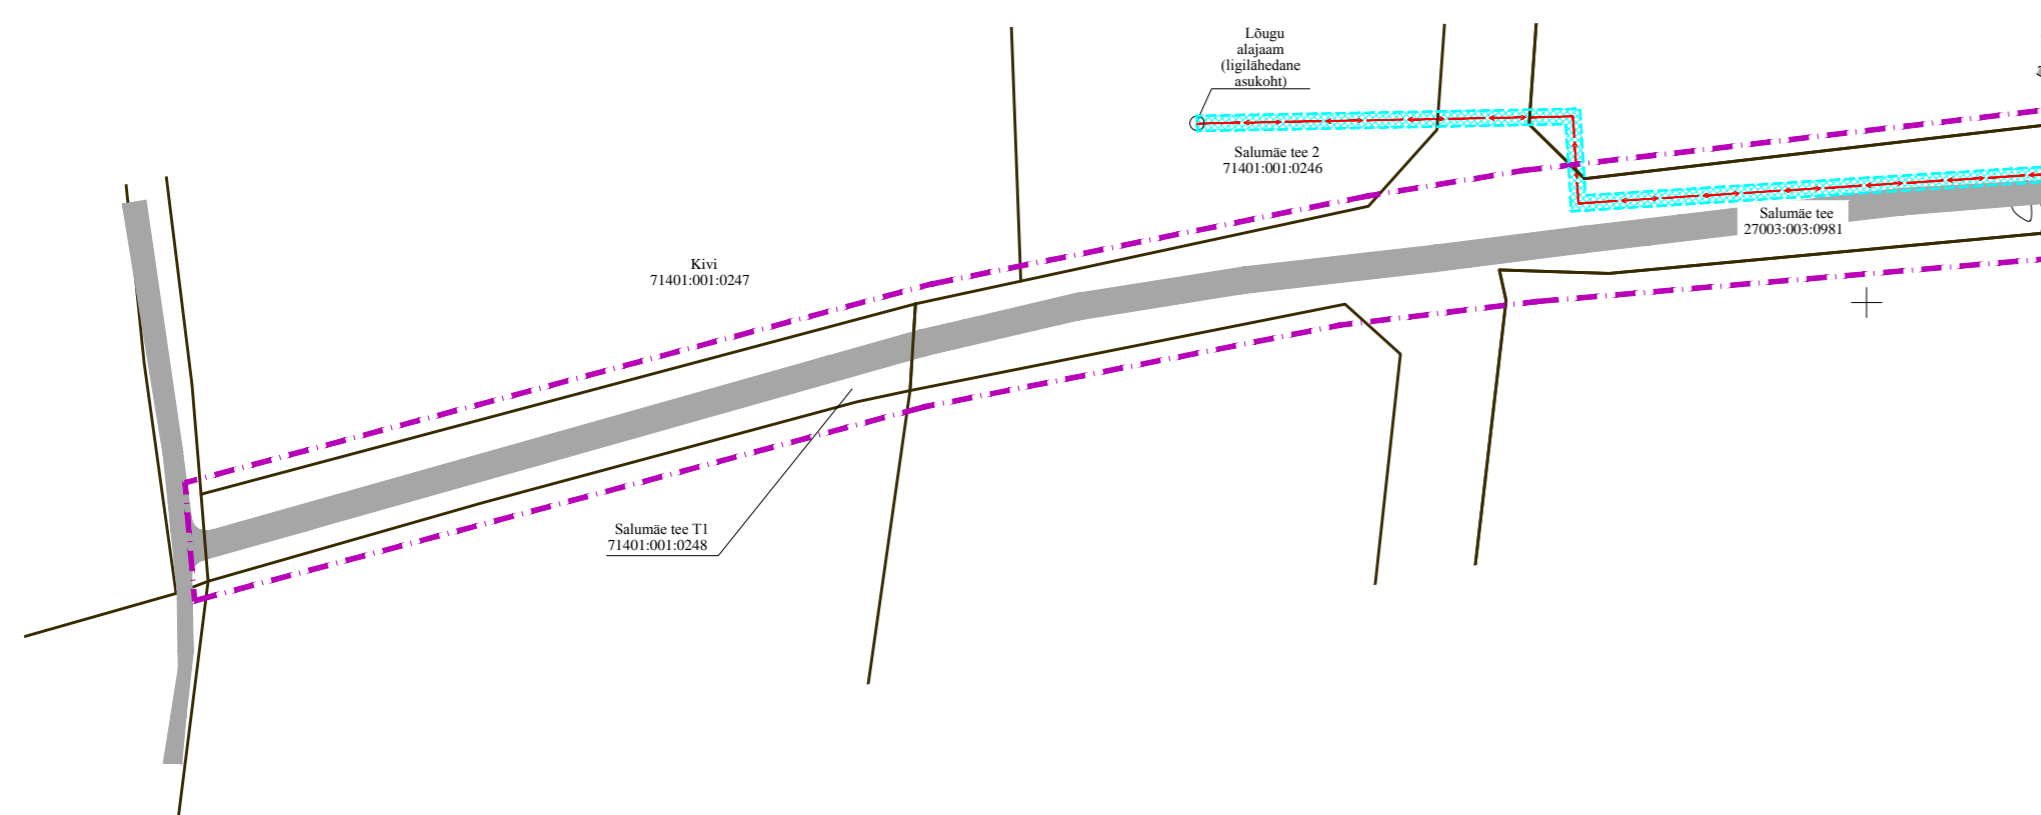 Lõugu
alajaam
(ligilähedane
asukoht)
Salumäe tee 2
71401:001:0246
Salumäe tee
27003:003:0981
Kivi
71401:001:0247
Salumäe tee T1
71401:001:0248